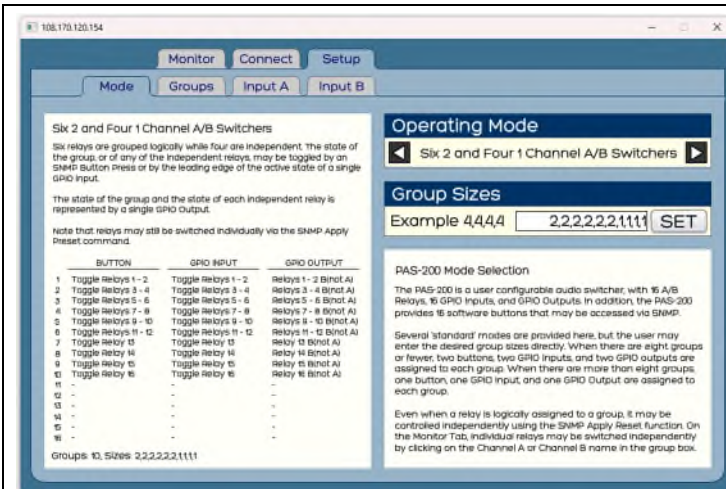 108.170.120.154
Monitor Connect Setup
Mode Groups Input A Input B
Six 2 and Four 1 Channel A/B Switchers
Six relays are grouped logically while four are independent. The state of
the group, or of any of the independent relays, may be toggled by an
SNMP Button Press or by the leading edge of the active state of a single
GPIO Input.
The state of the group and the state of each independent relay is
represented by a single GPIO Output.
Note that relays may still be switched individually via the SNMP Apply
Preset command.
BUTTON GPIO INPUT GPIO OUTPUT
1 Toggle Relays 1 - 2 Toggle Relays 1 - 2 Relays 1 - 2 B(not A)
2 Toggle Relays 3 - 4 Toggle Relays 3 - 4 Relays 3 - 4 B(not A)
3 Toggle Relays 5 - 6 Toggle Relays 5 - 6 Relays 5 - 6 B(not A)
4 Toggle Relays 7 - 8 Toggle Relays 7 - 8 Relays 7 - 8 B(not A)
5 Toggle Relays 9 - 10 Toggle Relays 9 - 10 Relays 9 - 10 B(not A)
6 Toggle Relays 11 - 12 Toggle Relays 11 - 12 Relays 11 - 12 B(not A)
7 Toggle Relay 13 Toggle Relay 13 Relay 13 B(not A)
8 Toggle Relay 14 Toggle Relay 14 Relay 14 B(not A)
9 Toggle Relay 15 Toggle Relay 15 Relay 15 B(not A)
10 Toggle Relay 16 Toggle Relay 16 Relay 16 B(not A)
11 - -
12 - -
13 - -
14 - -
15 - -
16 - -
Groups: 10, Sizes: 2,2,2,2,2,2,1,1,1,1
Operating Mode
Six 2 and Four 1 Channel A/B Switchers
Group Sizes
Example 4,4,4,4 2,2,2,2,2,2,1,1,1,1 SET
PAS-200 Mode Selection
The PAS-200 is a user configurable audio switcher, with 16 A/B
Relays, 16 GPIO Inputs, and GPIO Outputs. In addition, the PAS-200
provides 16 software buttons that may be accessed via SNMP.
Several 'standard' modes are provided here, but the user may
enter the desired group sizes directly. When there are eight groups
or fewer, two buttons, two GPIO Inputs, and two GPIO outputs are
assigned to each group. When there are more than eight groups,
one button, one GPIO Input, and one GPIO Output are assigned to
each group.
Even when a relay is logically assigned to a group, it may be
controlled independently using the SNMP Apply Reset function. On
the Monitor Tab, individual relays may be switched independently
by clicking on the Channel A or Channel B name in the group box.